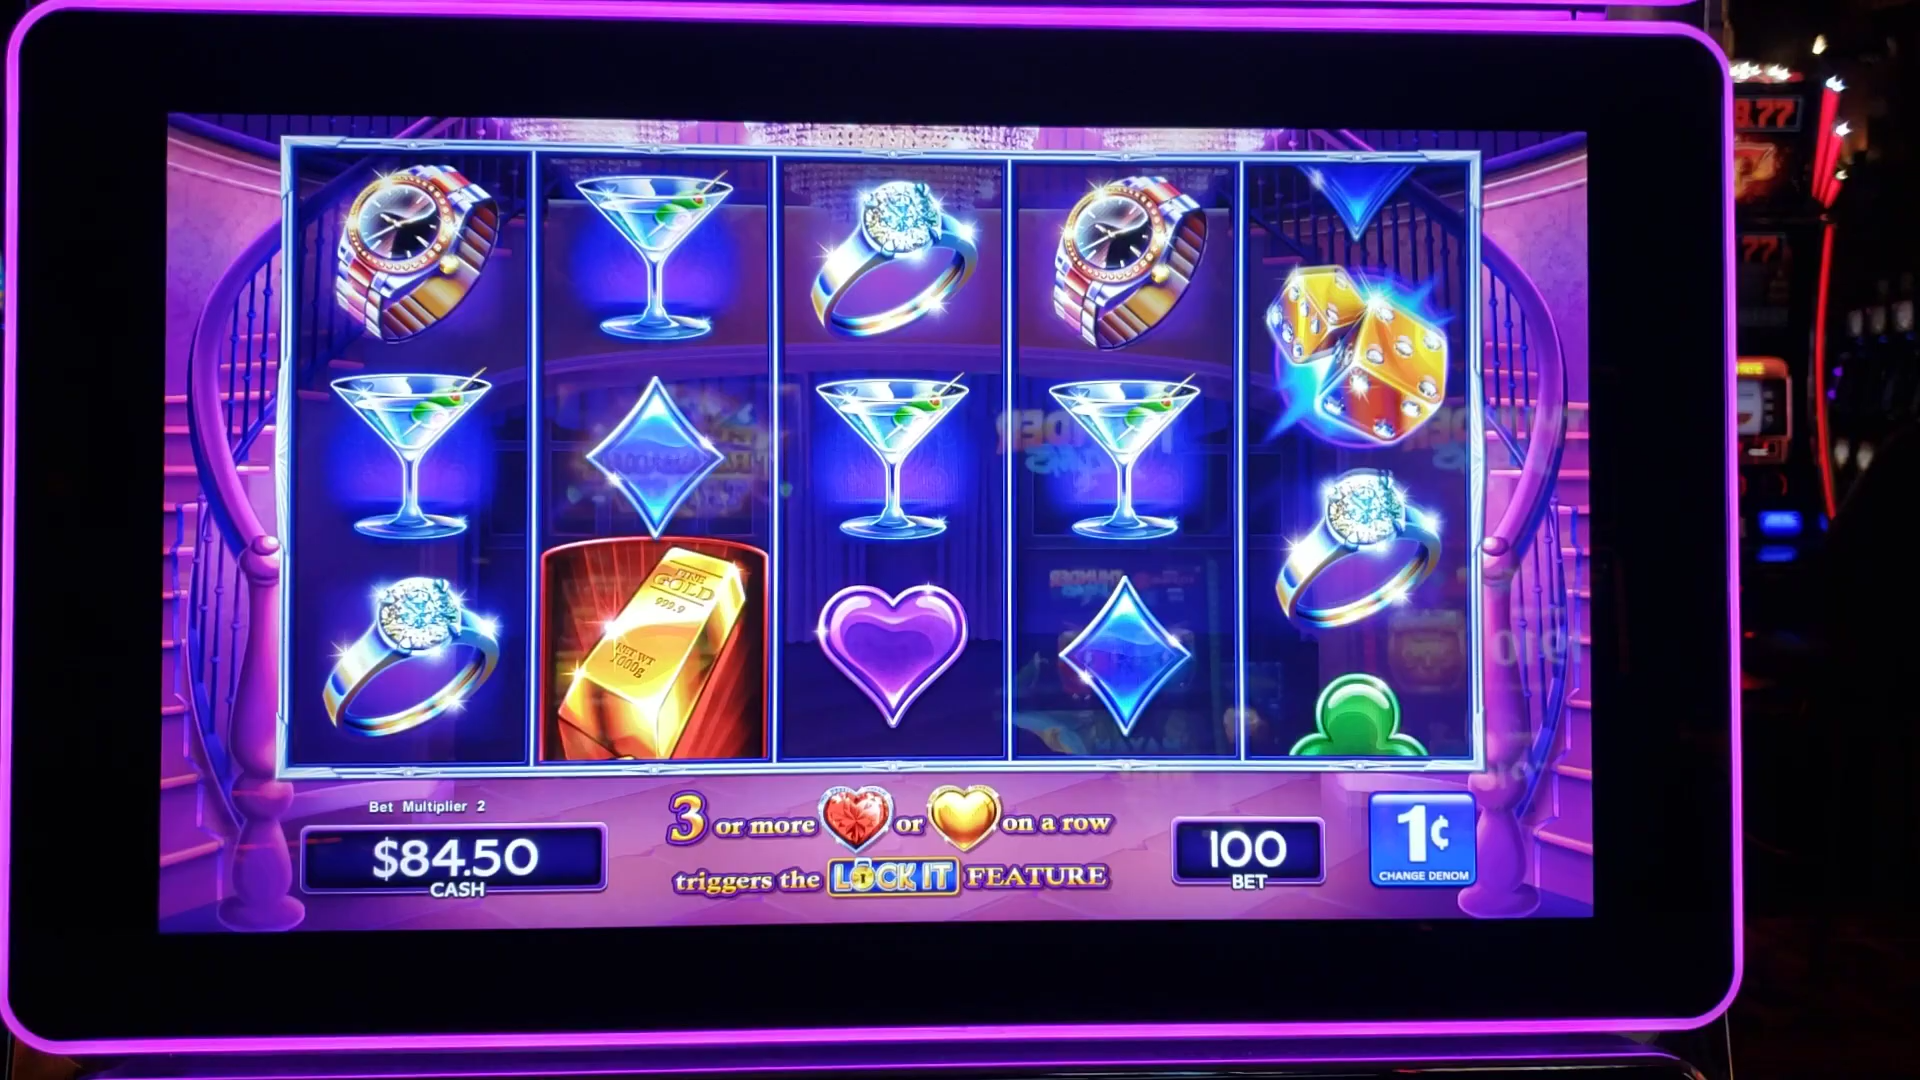 FINE
GOLD
999.9
NET WT
1000g
Bet Multiplier 2
$84.50
CASH
3 or more or on a row
triggers the LOCK IT FEATURE
100
BET
1¢
CHANGE DENOM